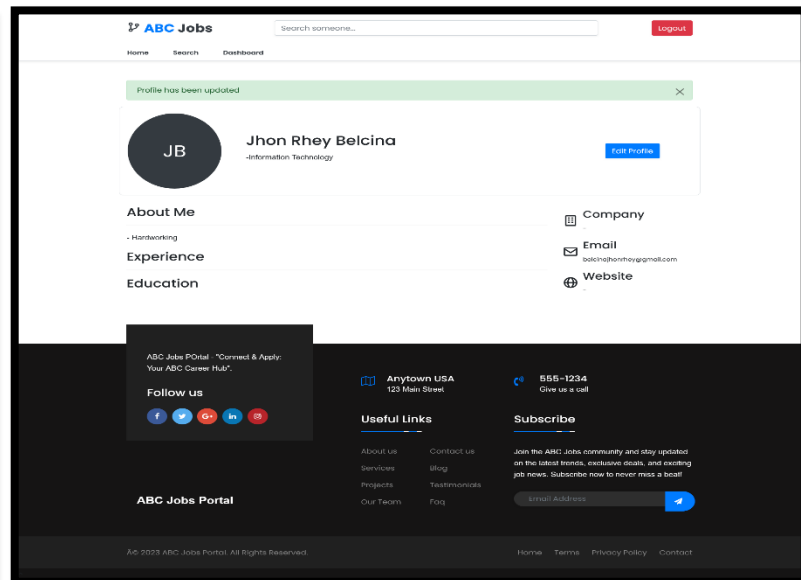 ABC Jobs
Search someone...
Logout
Home Search Dashboard
Profile has been updated
JB
Jhon Rhey Belcina
-Information Technology
Edit Profile
About Me
- Hardworking
Experience
Education
Company
-
Email
belcinajhonrhey@gmail.com
Website
-
ABC Jobs POrtal - "Connect & Apply:
Your ABC Career Hub".
Follow us
ABC Jobs Portal
Anytown USA
123 Main Street
555-1234
Give us a call
Useful Links
About us Contact us
Services Blog
Projects Testimonials
Our Team Faq
Subscribe
Join the ABC Jobs community and stay updated
on the latest trends, exclusive deals, and exciting
job news. Subscribe now to never miss a beat!
Email Address
© 2023 ABC Jobs Portal. All Rights Reserved.
Home Terms Privacy Policy Contact